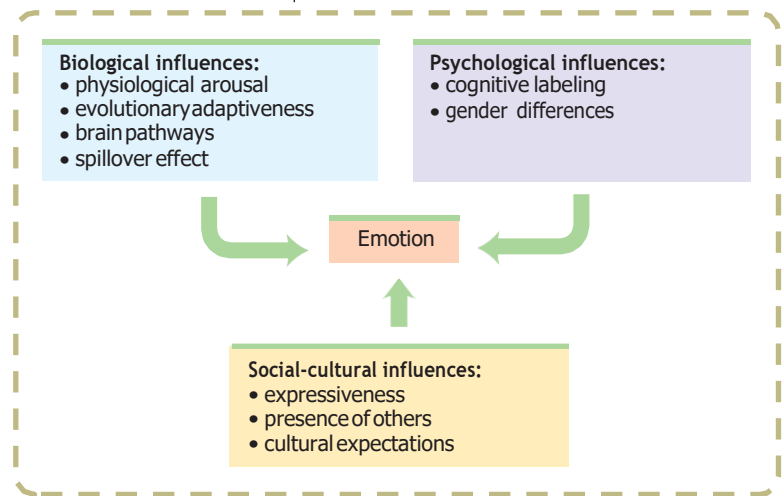 Biological influences:
• physiological arousal
• evolutionary adaptiveness
• brain pathways
• spillover effect
Psychological influences:
• cognitive labeling
• gender differences
Emotion
Social-cultural influences:
• expressiveness
• presence of others
• cultural expectations